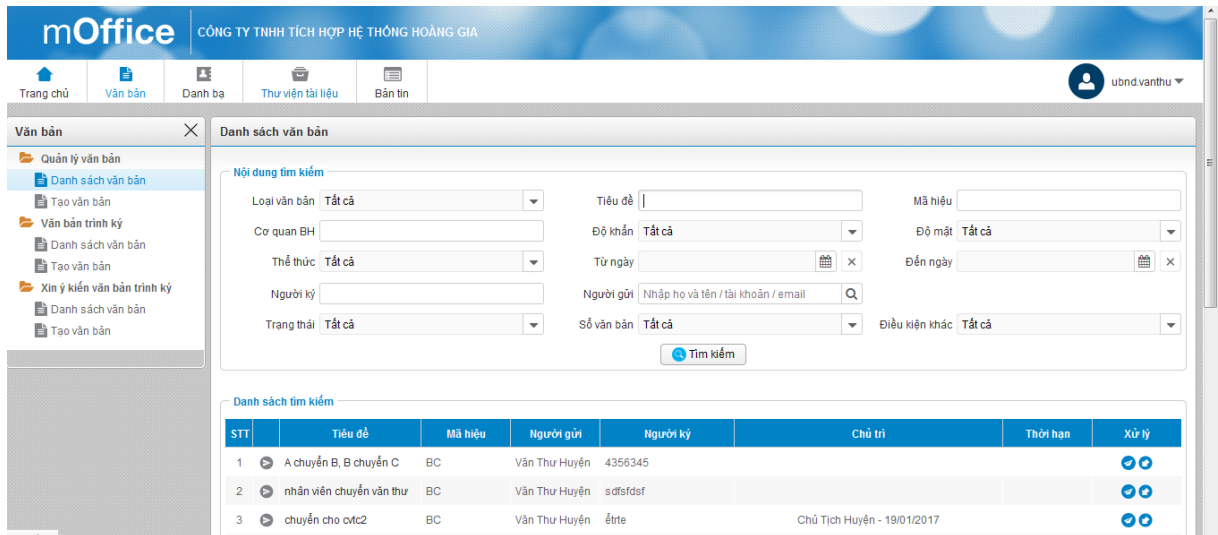 mOffice CÔNG TY TNHH TÍCH HỢP HỆ THỐNG HOÀNG GIA
Trang chủ Văn bản Danh bạ Thư viện tài liệu Bản tin ubnd.vanthu
Văn bản
Quản lý văn bản
Danh sách văn bản
Tạo văn bản
Văn bản trình ký
Danh sách văn bản
Tạo văn bản
Xin ý kiến văn bản trình ký
Danh sách văn bản
Tạo văn bản
Danh sách văn bản
Nội dung tìm kiếm
Loại văn bản Tất cả Tiêu đề Mã hiệu
Cơ quan BH Độ khẩn Tất cả Độ mật Tất cả
Thể thức Tất cả Từ ngày Đến ngày
Người ký Người gửi Nhập họ và tên / tài khoản / email
Trạng thái Tất cả Sổ văn bản Tất cả Điều kiện khác Tất cả
Tìm kiếm
Danh sách tìm kiếm
STT Tiêu đề Mã hiệu Người gửi Người ký Chủ trì Thời hạn Xử lý
1 A chuyển B, B chuyển C BC Văn Thư Huyện 4356345
2 nhân viên chuyển văn thư BC Văn Thư Huyện sdfsfdsf
3 chuyển cho cvtc2 BC Văn Thư Huyện ểtrte Chủ Tịch Huyện - 19/01/2017